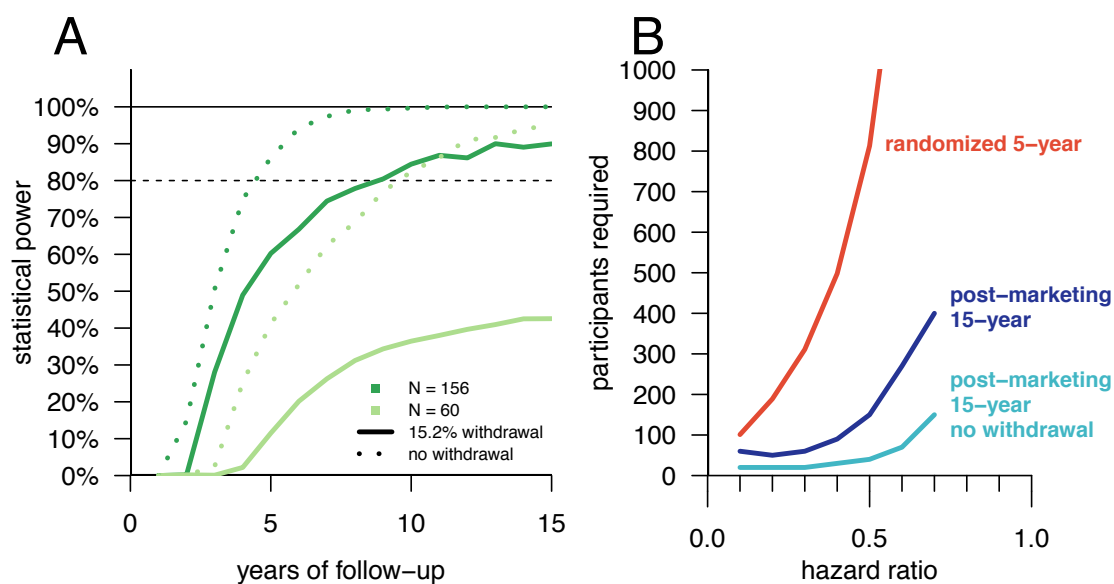 A
100%
90%
80%
70%
60%
50%
40%
30%
20%
10%
0%
statistical power
N = 156
N = 60
15.2% withdrawal
no withdrawal
0
5
10
15
years of follow−up
B
1000
900
800
700
600
500
400
300
200
100
0
participants required
randomized 5−year
post−marketing
15−year
post−marketing
15−year
no withdrawal
0.0
0.5
1.0
hazard ratio